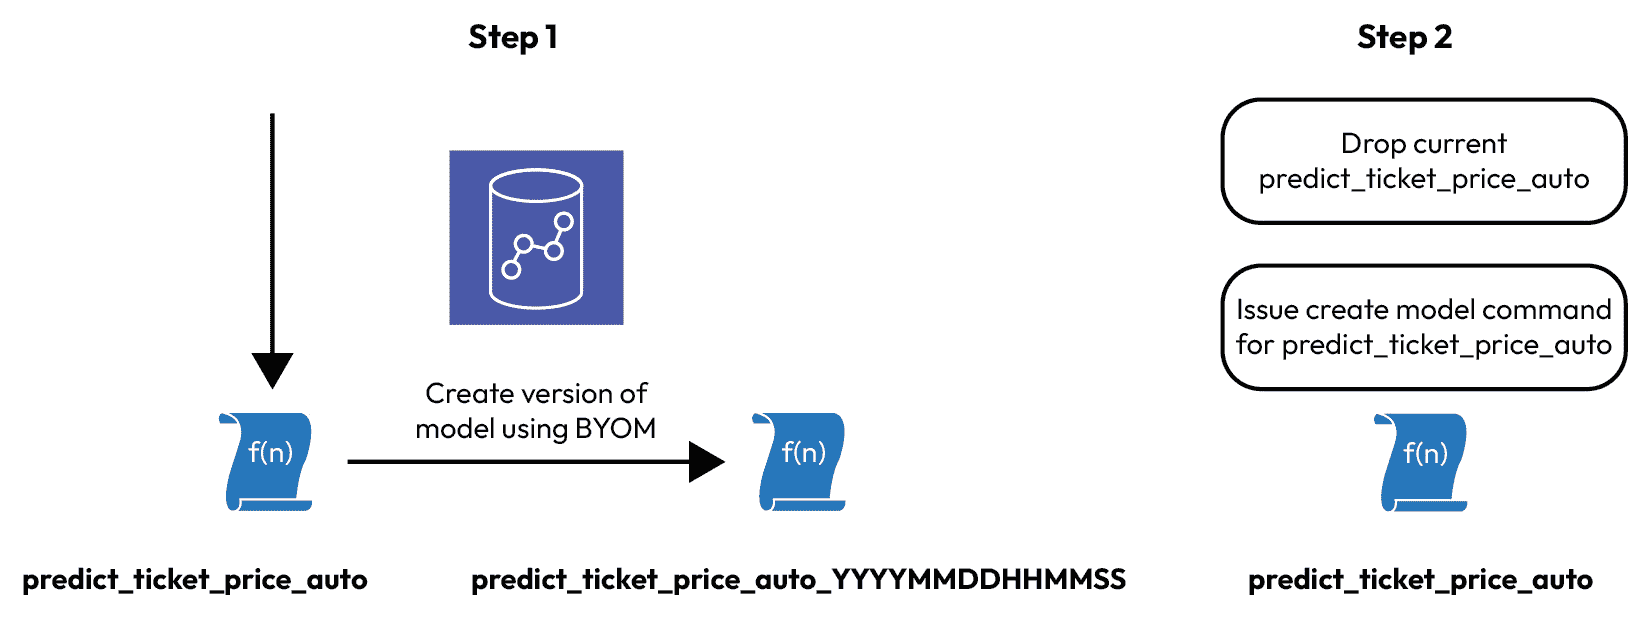 Step 1
Create version of
model using BYOM
f(n)
f(n)
predict_ticket_price_auto
predict_ticket_price_auto_YYYYMMDDHHMMSS
Step 2
Drop current
predict_ticket_price_auto
Issue create model command
for predict_ticket_price_auto
f(n)
predict_ticket_price_auto